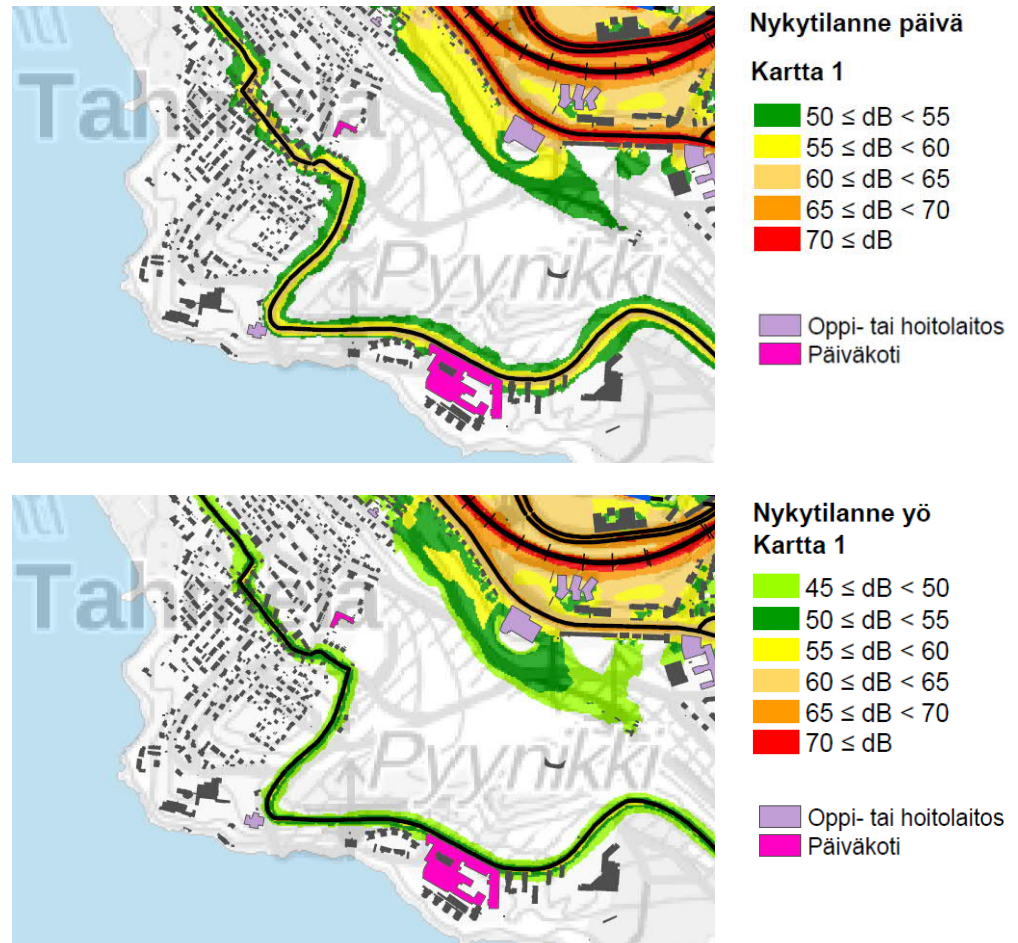 Tahmela
Pyynikki
Nykytilanne päivä
Kartta 1
50 ≤ dB < 55
55 ≤ dB < 60
60 ≤ dB < 65
65 ≤ dB < 70
70 ≤ dB
Oppi- tai hoitolaitos
Päiväkoti
Tahmela
Pyynikki
Nykytilanne yö
Kartta 1
45 ≤ dB < 50
50 ≤ dB < 55
55 ≤ dB < 60
60 ≤ dB < 65
65 ≤ dB < 70
70 ≤ dB
Oppi- tai hoitolaitos
Päiväkoti